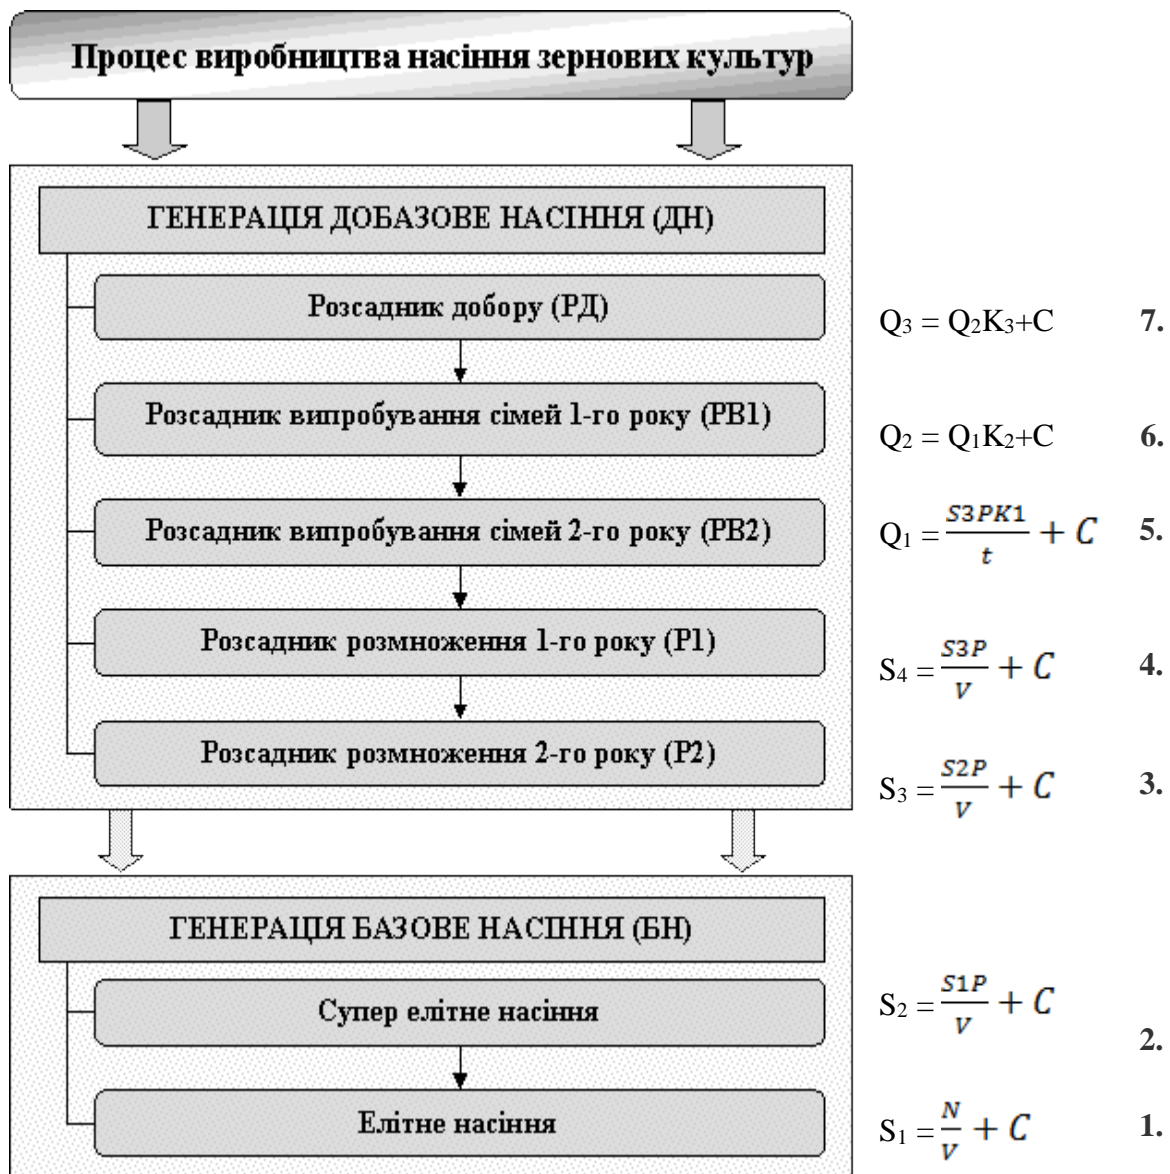 Процес виробництва насіння зернових культур
ГЕНЕРАЦІЯ ДОБАЗОВЕ НАСІННЯ (ДН)
Розсадник добору (РД)
Q₃ = Q₂K₃+C 7.
Розсадник випробування сімей 1-го року (РВ1)
Q₂ = Q₁K₂+C 6.
Розсадник випробування сімей 2-го року (РВ2)
Q₁ = S3PK1/t + C 5.
Розсадник розмноження 1-го року (Р1)
S₄ = S3P/V + C 4.
Розсадник розмноження 2-го року (Р2)
S₃ = S2P/V + C 3.
ГЕНЕРАЦІЯ БАЗОВЕ НАСІННЯ (БН)
Супер елітне насіння
S₂ = S1P/V + C 2.
Елітне насіння
S₁ = N/V + C 1.